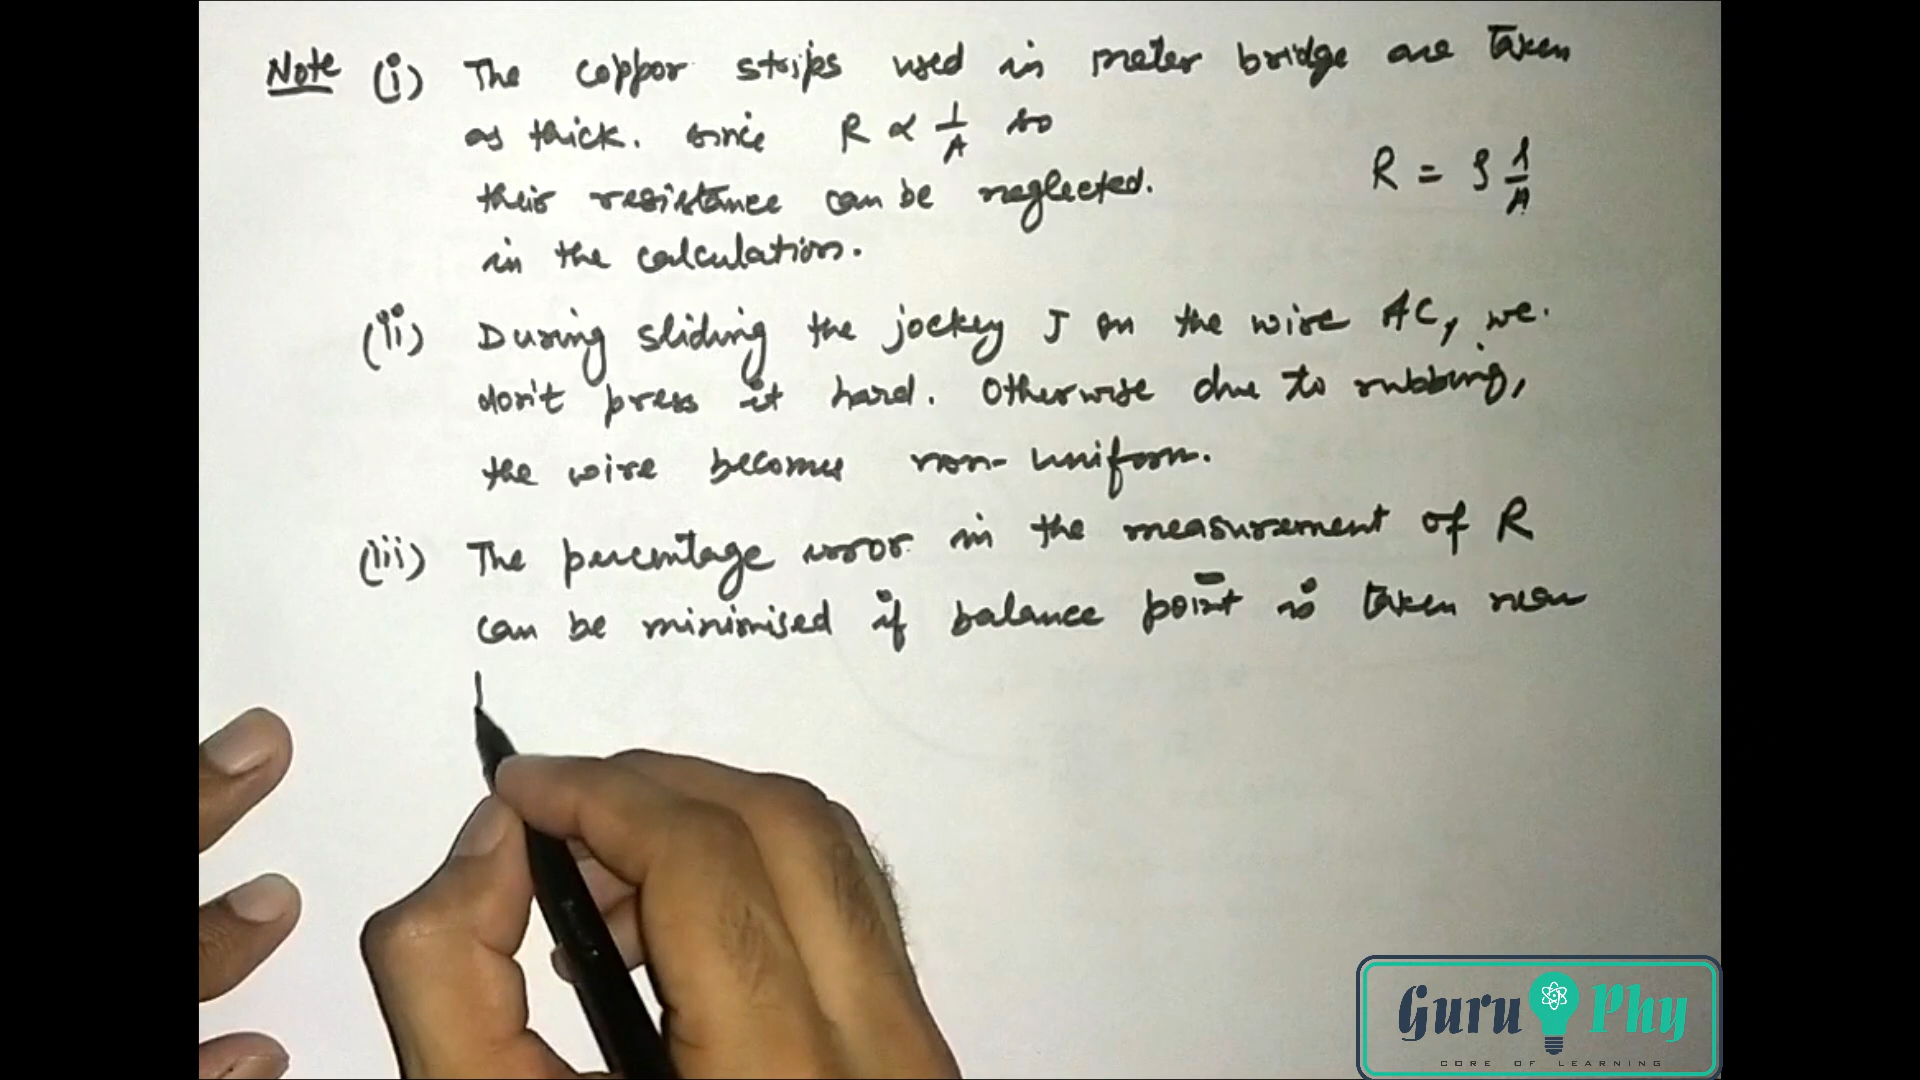 Note (i) The coppor strips used in meter bridge are taken
as thick. since R ∝ 1/A so
their resistance can be neglected.
R = ρ l/A
in the calculation.
(ii) During sliding the jockey J on the wire AC, we.
don't press it hard. Otherwise due to rubbing,
the wire becomes non-uniform.
(iii) The percentage error in the measurement of R
can be minimised if balance point is taken near
Guru Phy
CORE OF LEARNING